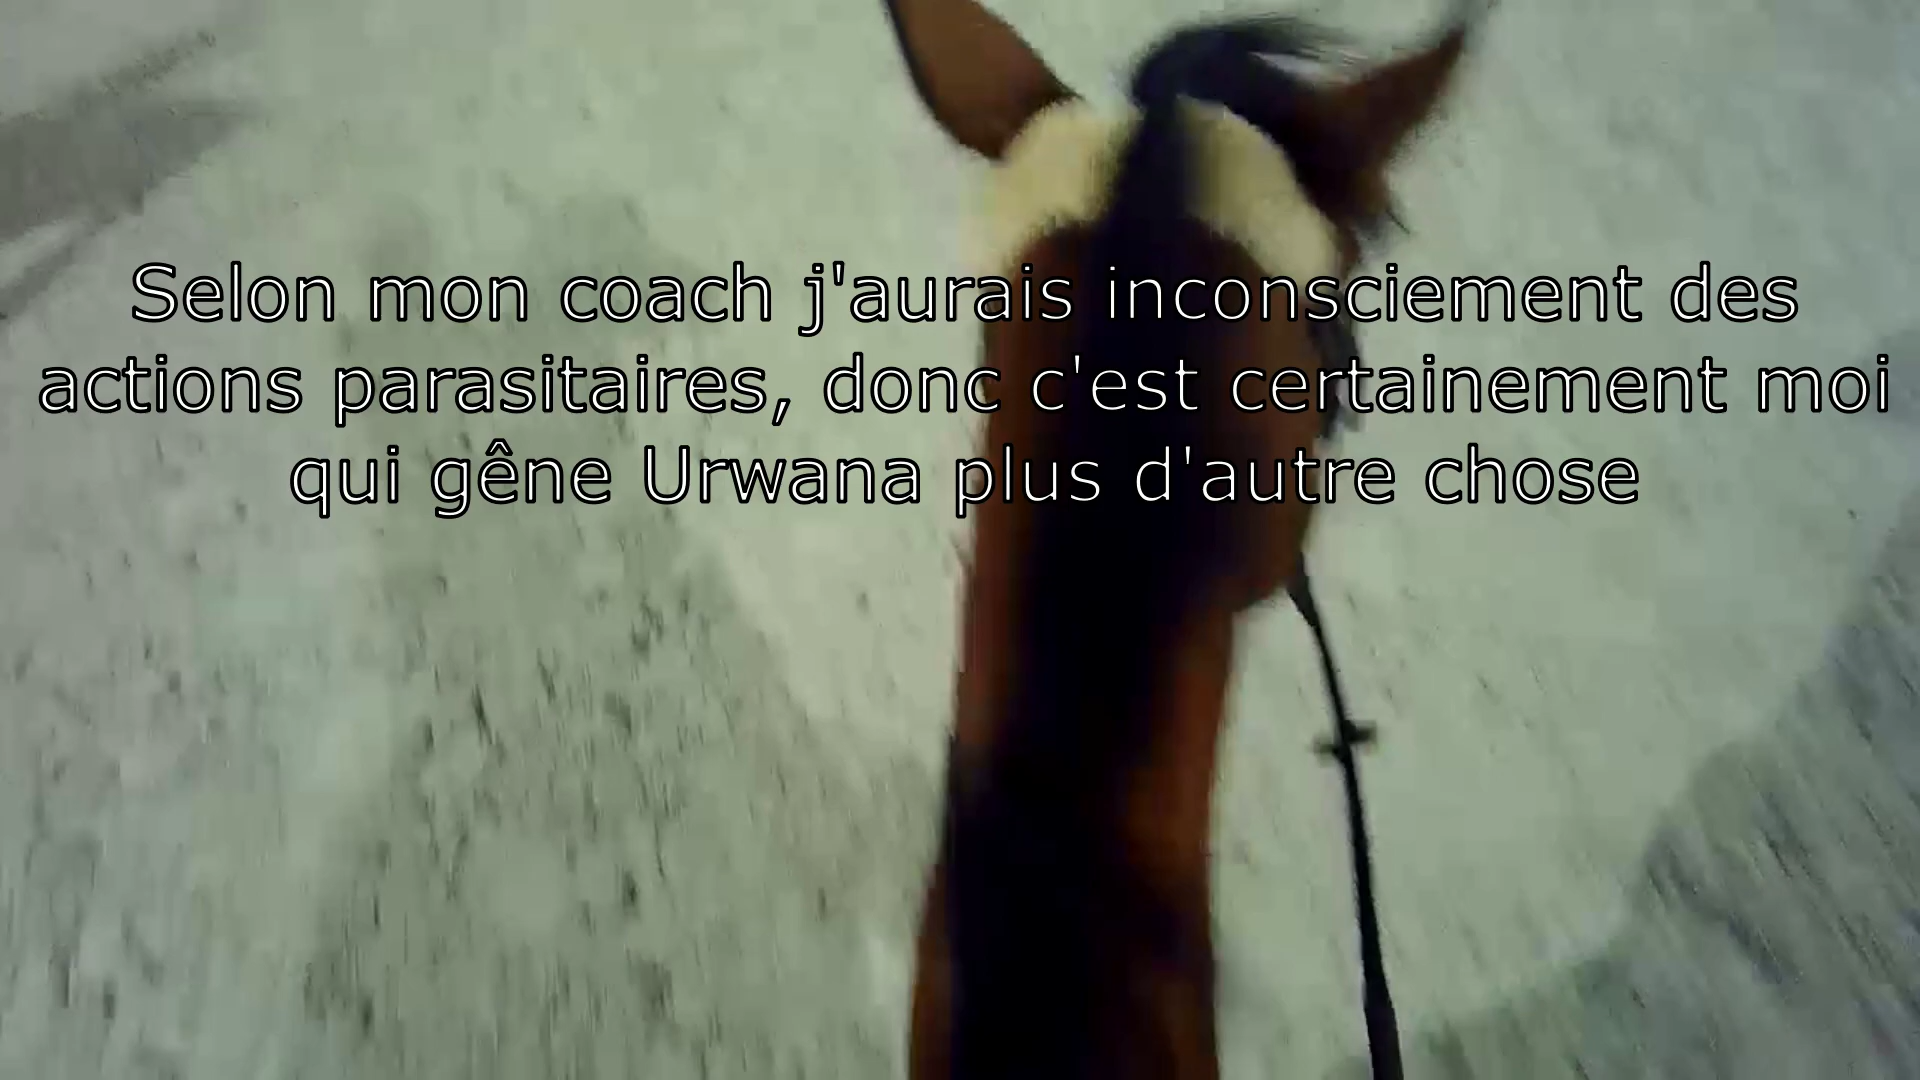 Selon mon coach j'aurais inconsciement des
actions parasitaires, donc c'est certainement moi
qui gêne Urwana plus d'autre chose